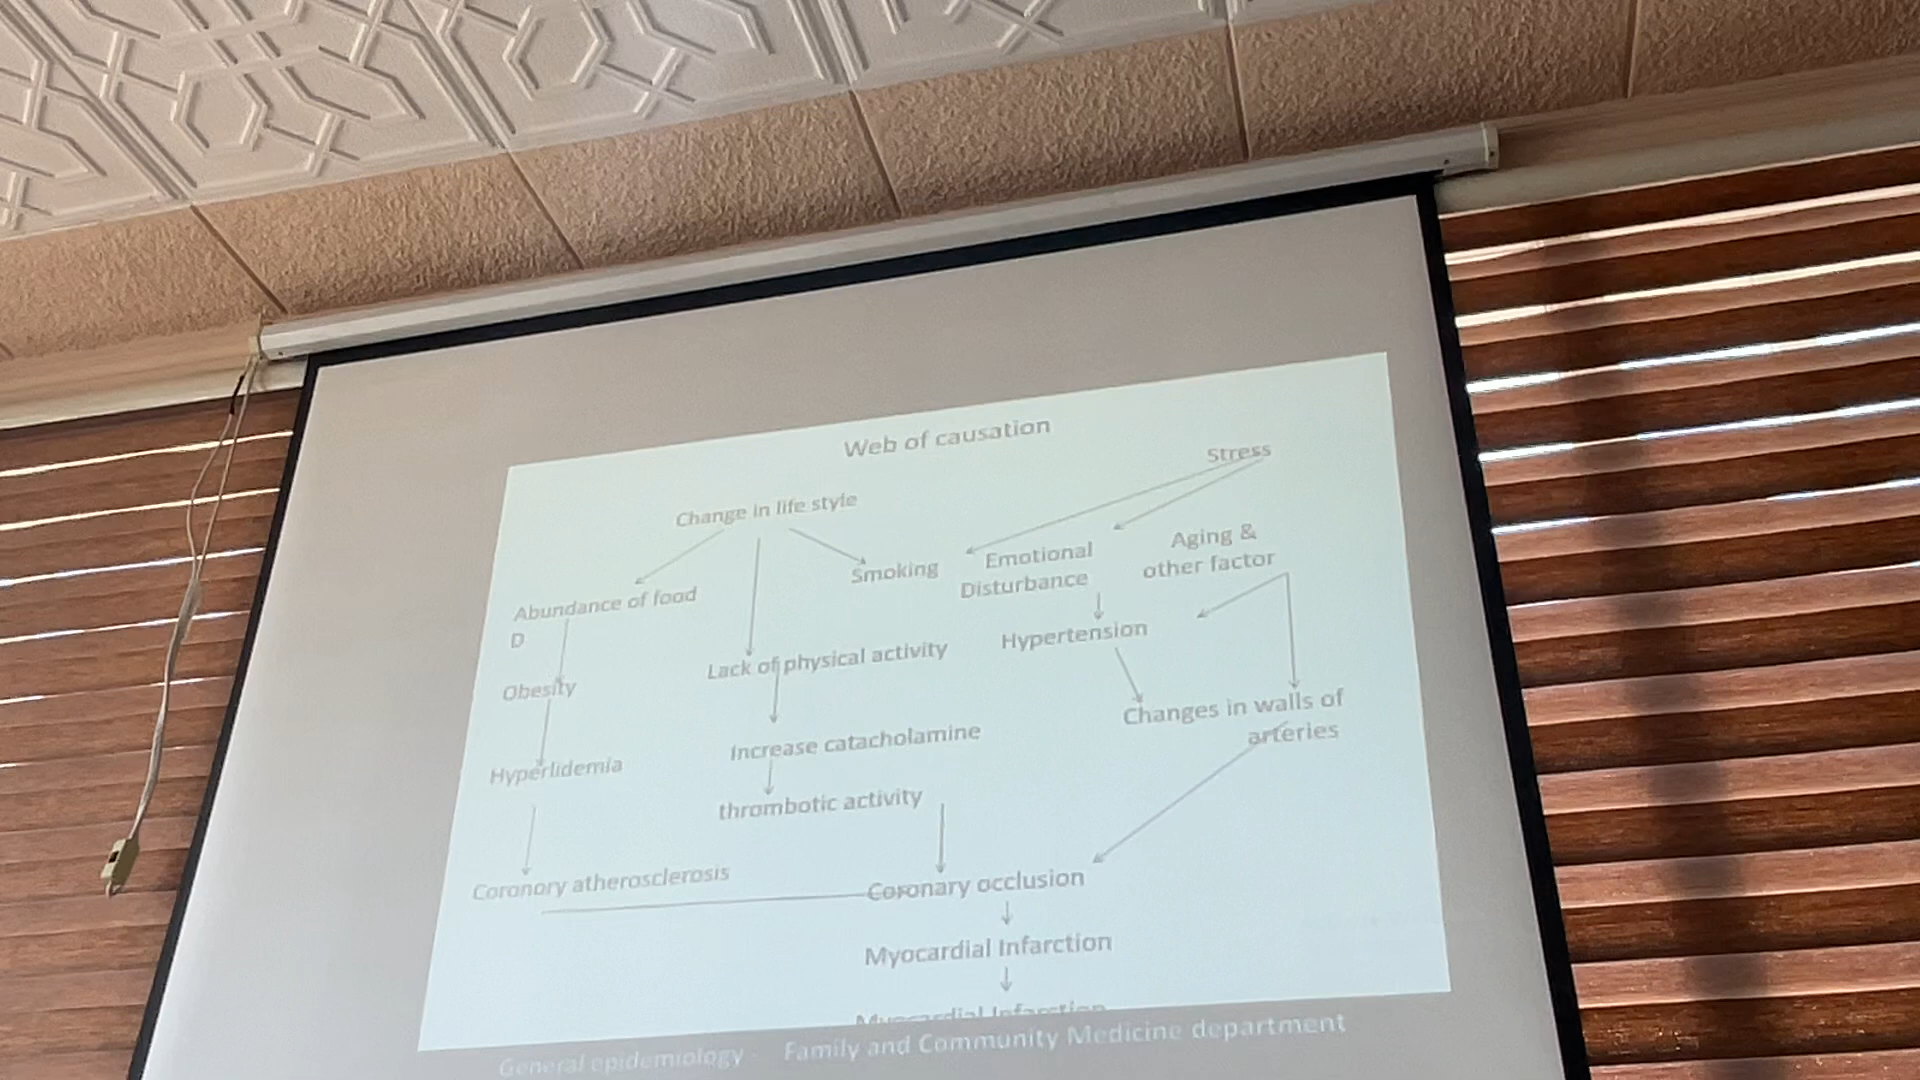 Web of causation
Stress
Change in life style
Aging &
other factor
Emotional
Disturbance
Smoking
Abundance of food
D
Hypertension
Lack of physical activity
Obesity
Changes in walls of
arteries
Increase catacholamine
Hyperlidemia
thrombotic activity
Coronory atherosclerosis
Coronary occlusion
Myocardial Infarction
Myocardial Infarction
General epidemiology - Family and Community Medicine department